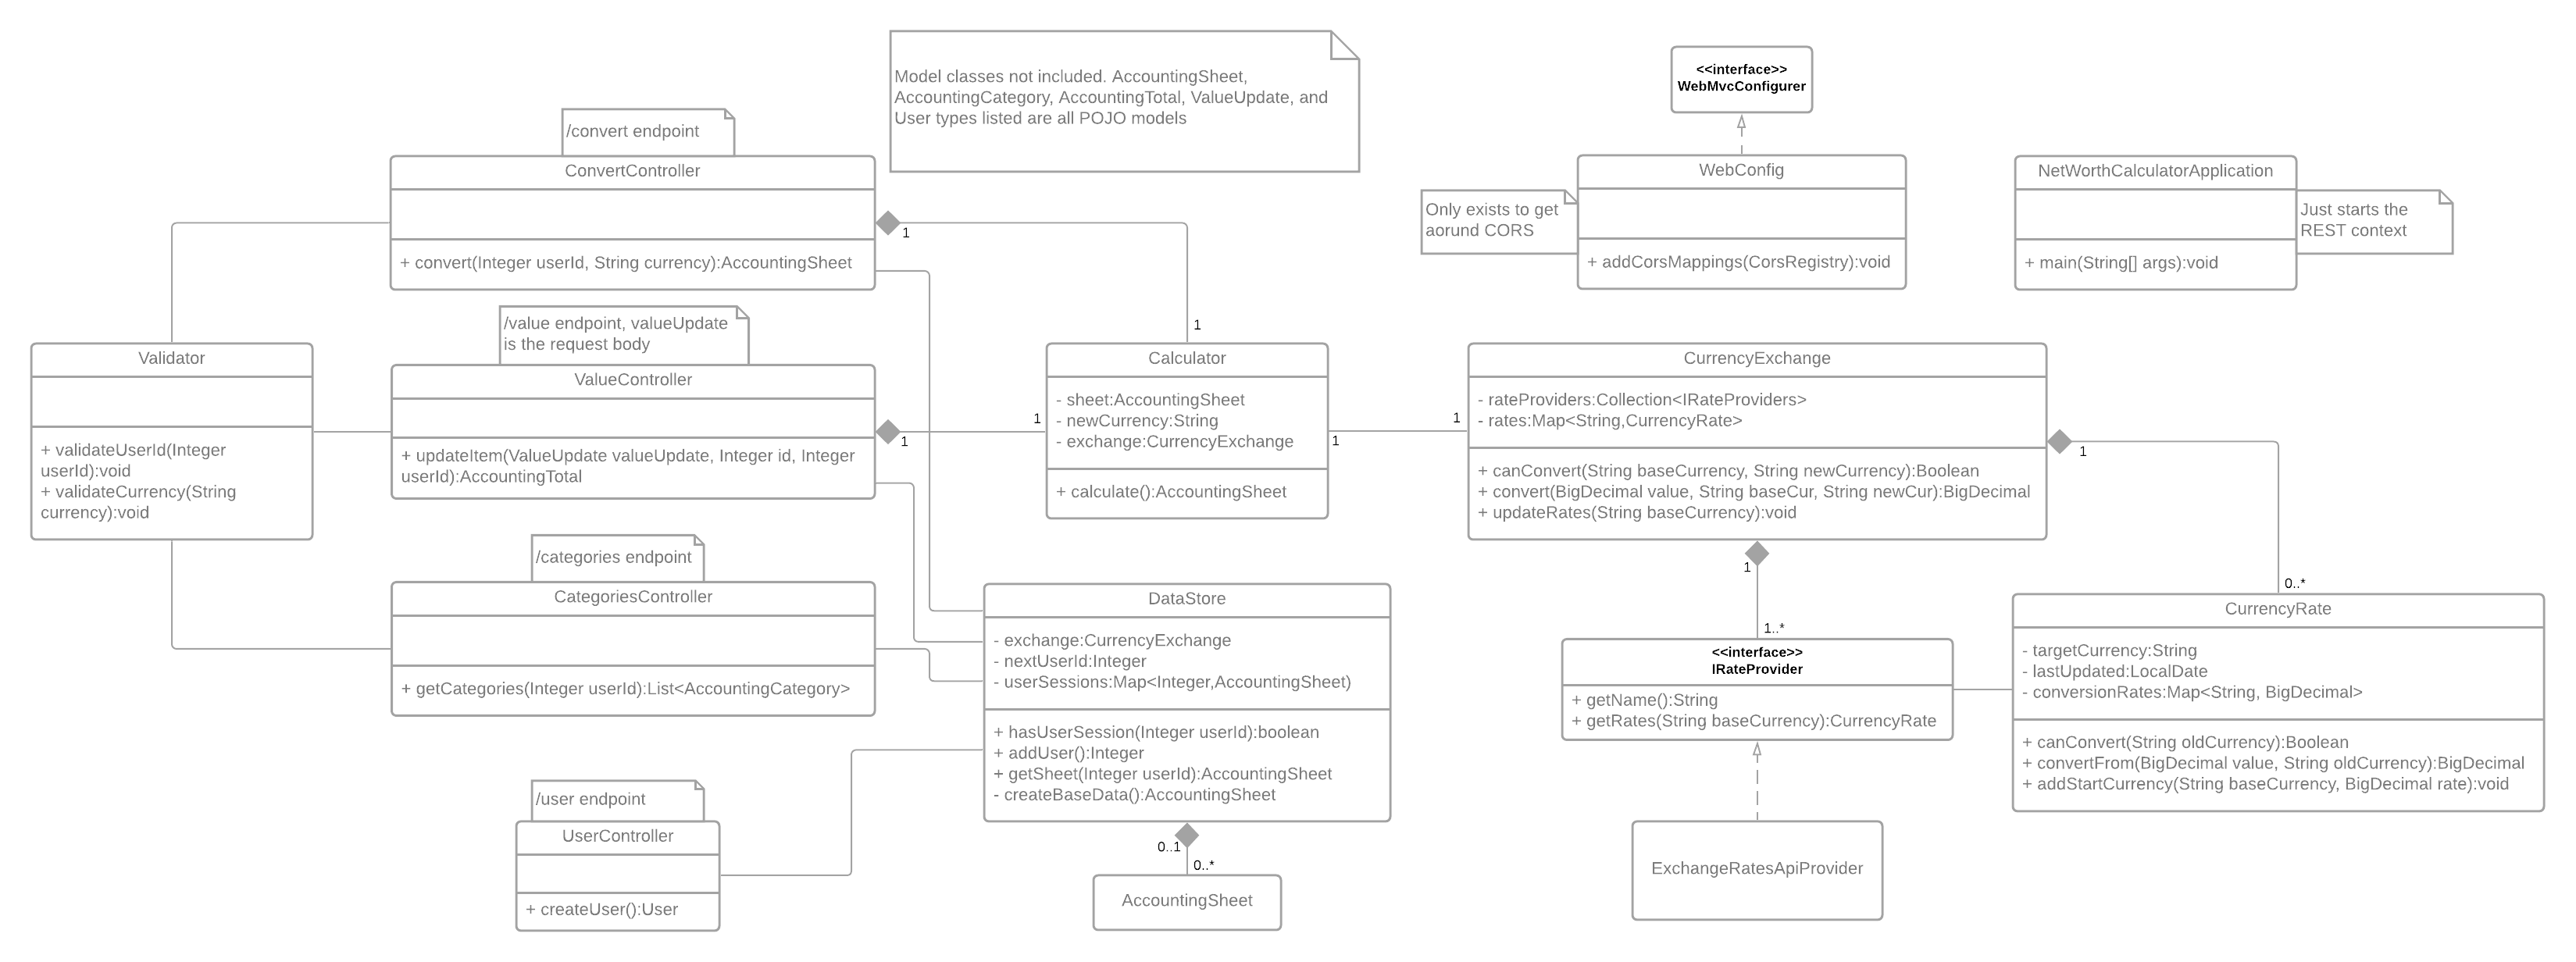 Model classes not included. AccountingSheet,
AccountingCategory, AccountingTotal, ValueUpdate, and
User types listed are all POJO models
<<interface>>
WebMvcConfigurer
/convert endpoint
ConvertController
+ convert(Integer userId, String currency):AccountingSheet
1
1
WebConfig
+ addCorsMappings(CorsRegistry):void
Only exists to get
aorund CORS
NetWorthCalculatorApplication
+ main(String[] args):void
Just starts the
REST context
Validator
+ validateUserId(Integer
userId):void
+ validateCurrency(String
currency):void
/value endpoint, valueUpdate
is the request body
ValueController
+ updateItem(ValueUpdate valueUpdate, Integer id, Integer
userId):AccountingTotal
1
1
Calculator
- sheet:AccountingSheet
- newCurrency:String
- exchange:CurrencyExchange
+ calculate():AccountingSheet
1
1
CurrencyExchange
- rateProviders:Collection<IRateProviders>
- rates:Map<String,CurrencyRate>
+ canConvert(String baseCurrency, String newCurrency):Boolean
+ convert(BigDecimal value, String baseCur, String newCur):BigDecimal
+ updateRates(String baseCurrency):void
1
0..*
1
1..*
/categories endpoint
CategoriesController
+ getCategories(Integer userId):List<AccountingCategory>
DataStore
- exchange:CurrencyExchange
- nextUserId:Integer
- userSessions:Map<Integer,AccountingSheet)
+ hasUserSession(Integer userId):boolean
+ addUser():Integer
+ getSheet(Integer userId):AccountingSheet
- createBaseData():AccountingSheet
<<interface>>
IRateProvider
+ getName():String
+ getRates(String baseCurrency):CurrencyRate
CurrencyRate
- targetCurrency:String
- lastUpdated:LocalDate
- conversionRates:Map<String, BigDecimal>
+ canConvert(String oldCurrency):Boolean
+ convertFrom(BigDecimal value, String oldCurrency):BigDecimal
+ addStartCurrency(String baseCurrency, BigDecimal rate):void
/user endpoint
UserController
+ createUser():User
0..1
0..*
AccountingSheet
ExchangeRatesApiProvider